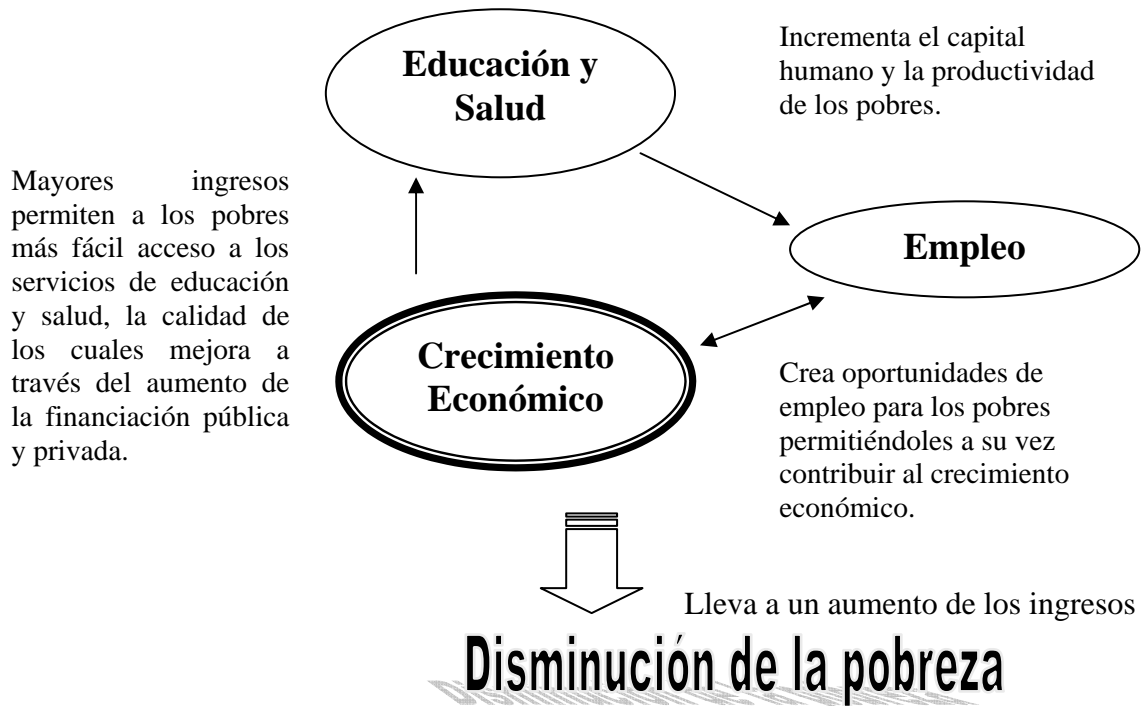 Educación y
Salud
Incrementa el capital
humano y la productividad
de los pobres.
Mayores ingresos
permiten a los pobres
más fácil acceso a los
servicios de educación
y salud, la calidad de
los cuales mejora a
través del aumento de
la financiación pública
y privada.
Empleo
Crecimiento
Económico
Crea oportunidades de
empleo para los pobres
permitiéndoles a su vez
contribuir al crecimiento
económico.
Lleva a un aumento de los ingresos
Disminución de la pobreza